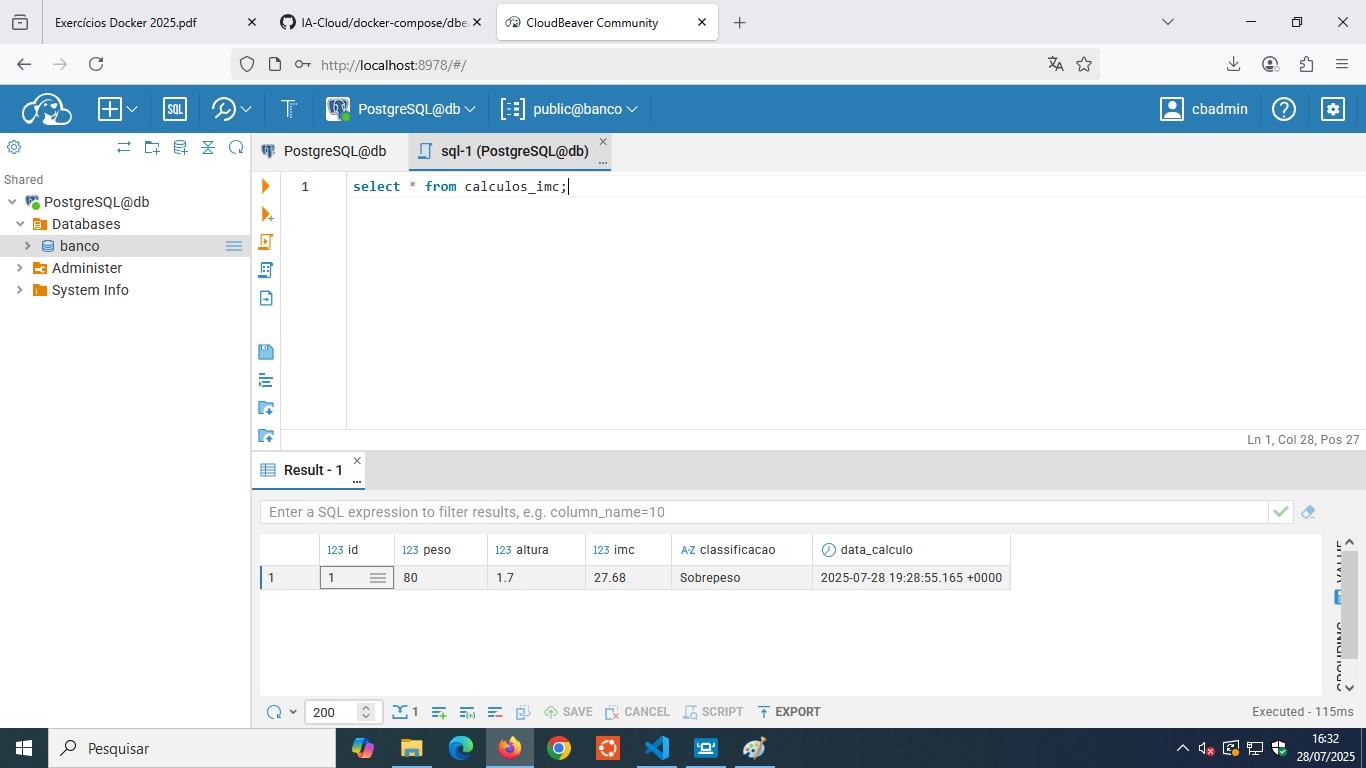 Exercícios Docker 2025.pdf
IA-Cloud/docker-compose/dbe
CloudBeaver Community
http://localhost:8978/#/
SQL
PostgreSQL@db
public@banco
cbadmin
PostgreSQL@db
sql-1 (PostgreSQL@db)
Shared
PostgreSQL@db
Databases
banco
Administer
System Info
1
select * from calculos_imc;
Ln 1, Col 28, Pos 27
Result - 1
Enter a SQL expression to filter results, e.g. column_name=10
123 id 123 peso 123 altura 123 imc A-Z classificacao data_calculo
1 1 80 1.7 27.68 Sobrepeso 2025-07-28 19:28:55.165 +0000
VALUE
GROUPING
200
1
SAVE
CANCEL
SCRIPT
EXPORT
Executed - 115ms
Pesquisar
16:32
28/07/2025